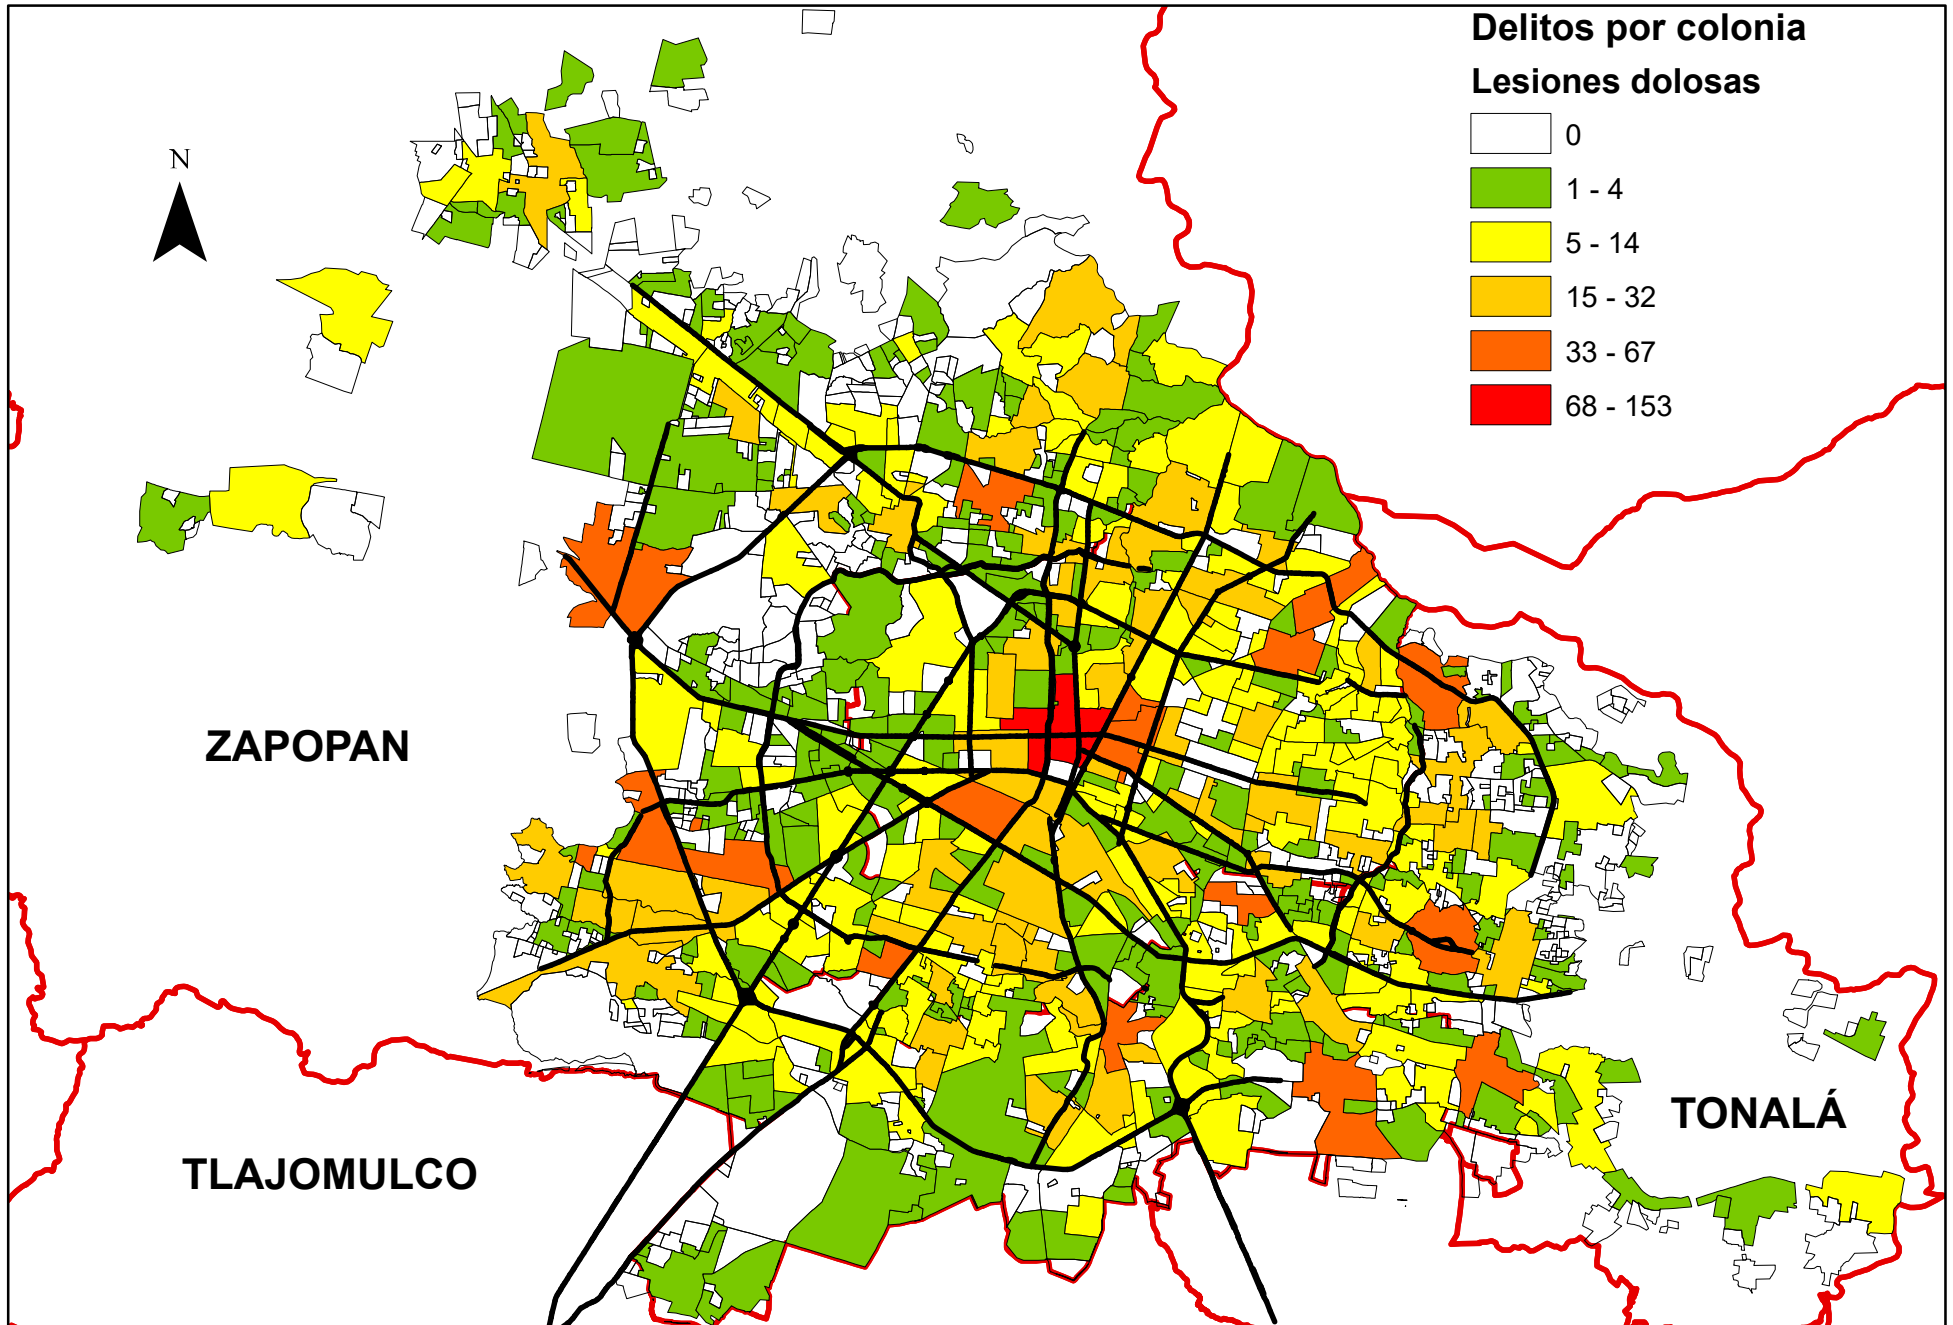 Delitos por colonia
Lesiones dolosas
0
1 - 4
5 - 14
15 - 32
33 - 67
68 - 153
N
ZAPOPAN
TONALÁ
TLAJOMULCO